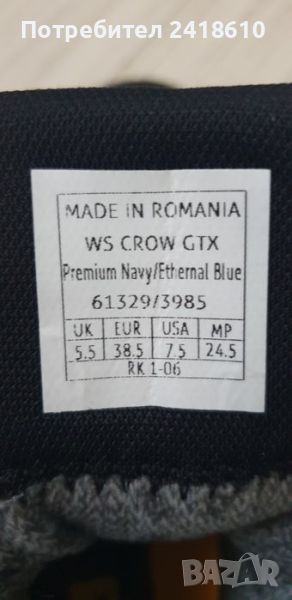 Потребител 2418610
MADE IN ROMANIA
WS CROW GTX
Premium Navy/Ethernal Blue
61329/3985
UK EUR USA MP
5.5 38.5 7.5 24.5
RK 1-06
BAZAR